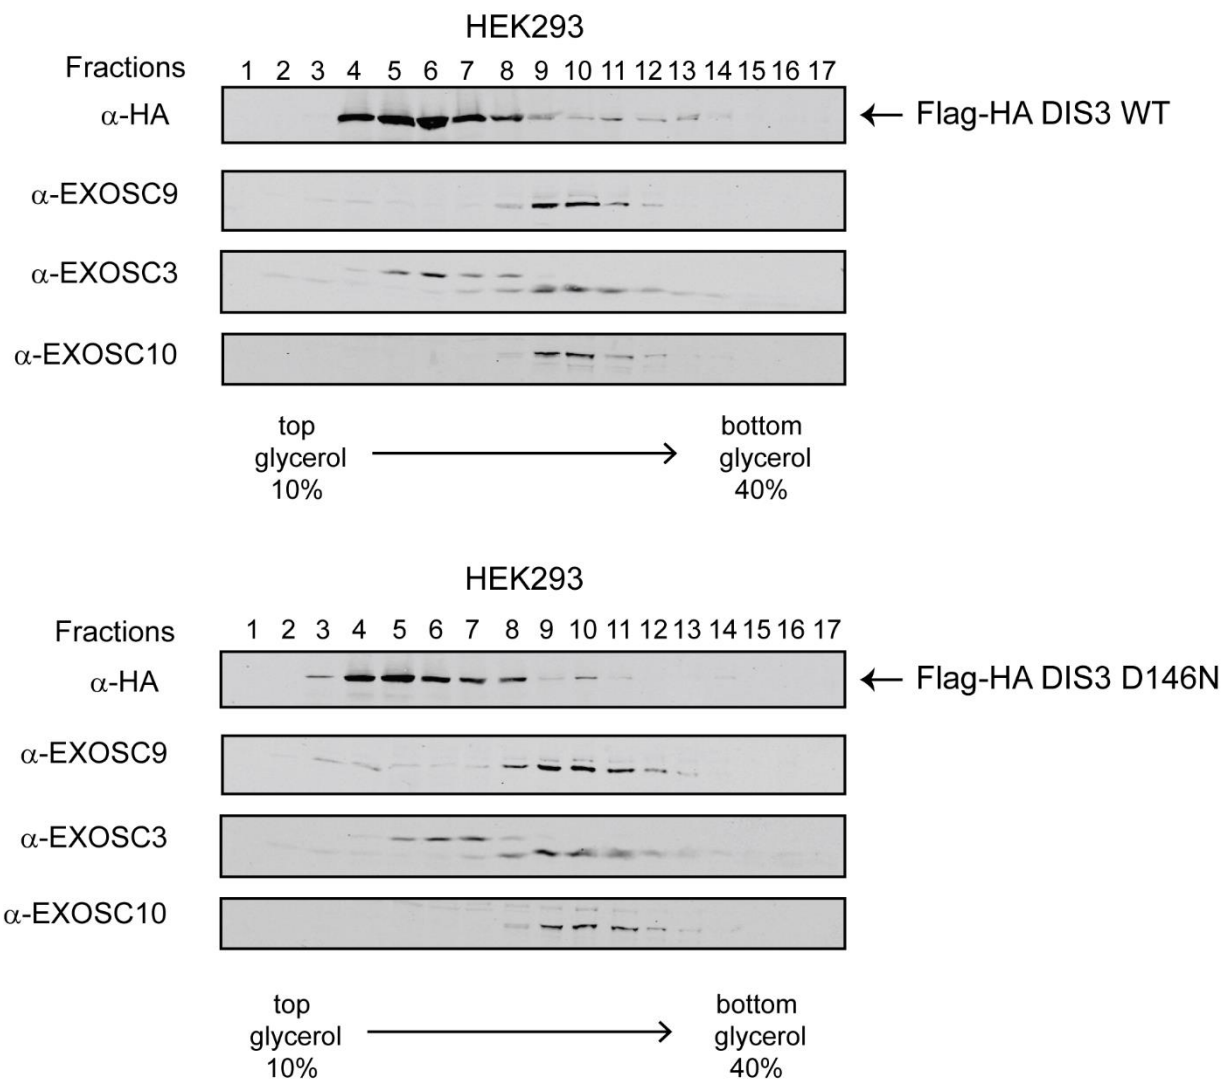 HEK293
Fractions 1 2 3 4 5 6 7 8 9 10 11 12 13 14 15 16 17
α-HA ← Flag-HA DIS3 WT
α-EXOSC9
α-EXOSC3
α-EXOSC10
top glycerol 10%
bottom glycerol 40%
HEK293
Fractions 1 2 3 4 5 6 7 8 9 10 11 12 13 14 15 16 17
α-HA ← Flag-HA DIS3 D146N
α-EXOSC9
α-EXOSC3
α-EXOSC10
top glycerol 10%
bottom glycerol 40%